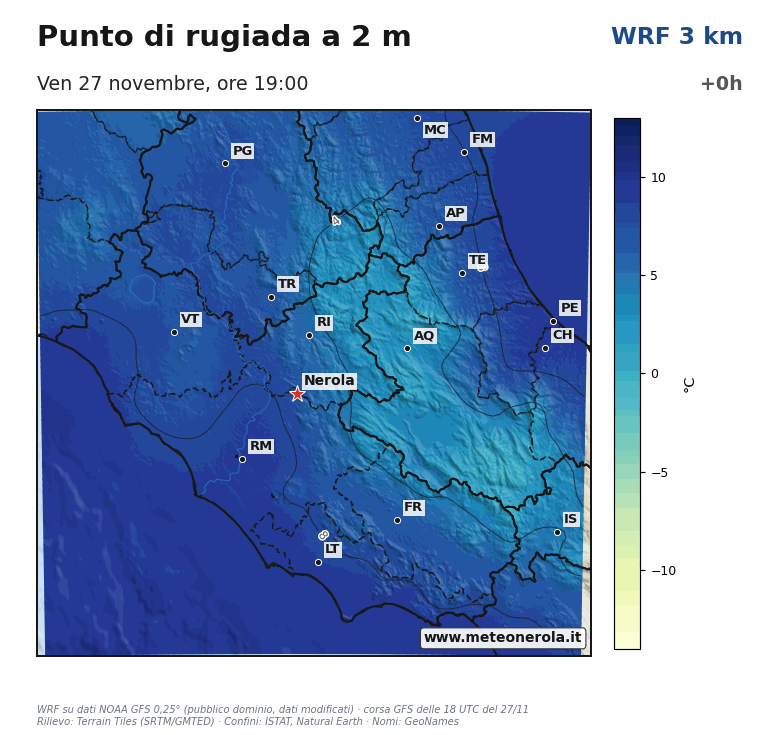 Punto di rugiada a 2 m
WRF 3 km
Ven 27 novembre, ore 19:00
+0h
MC
FM
PG
AP
TE
TR
PE
VT
RI
AQ
CH
Nerola
RM
FR
IS
LT
www.meteonerola.it
10
5
0
−5
−10
°C
WRF su dati NOAA GFS 0,25° (pubblico dominio, dati modificati) · corsa GFS delle 18 UTC del 27/11
Rilievo: Terrain Tiles (SRTM/GMTED) · Confini: ISTAT, Natural Earth · Nomi: GeoNames